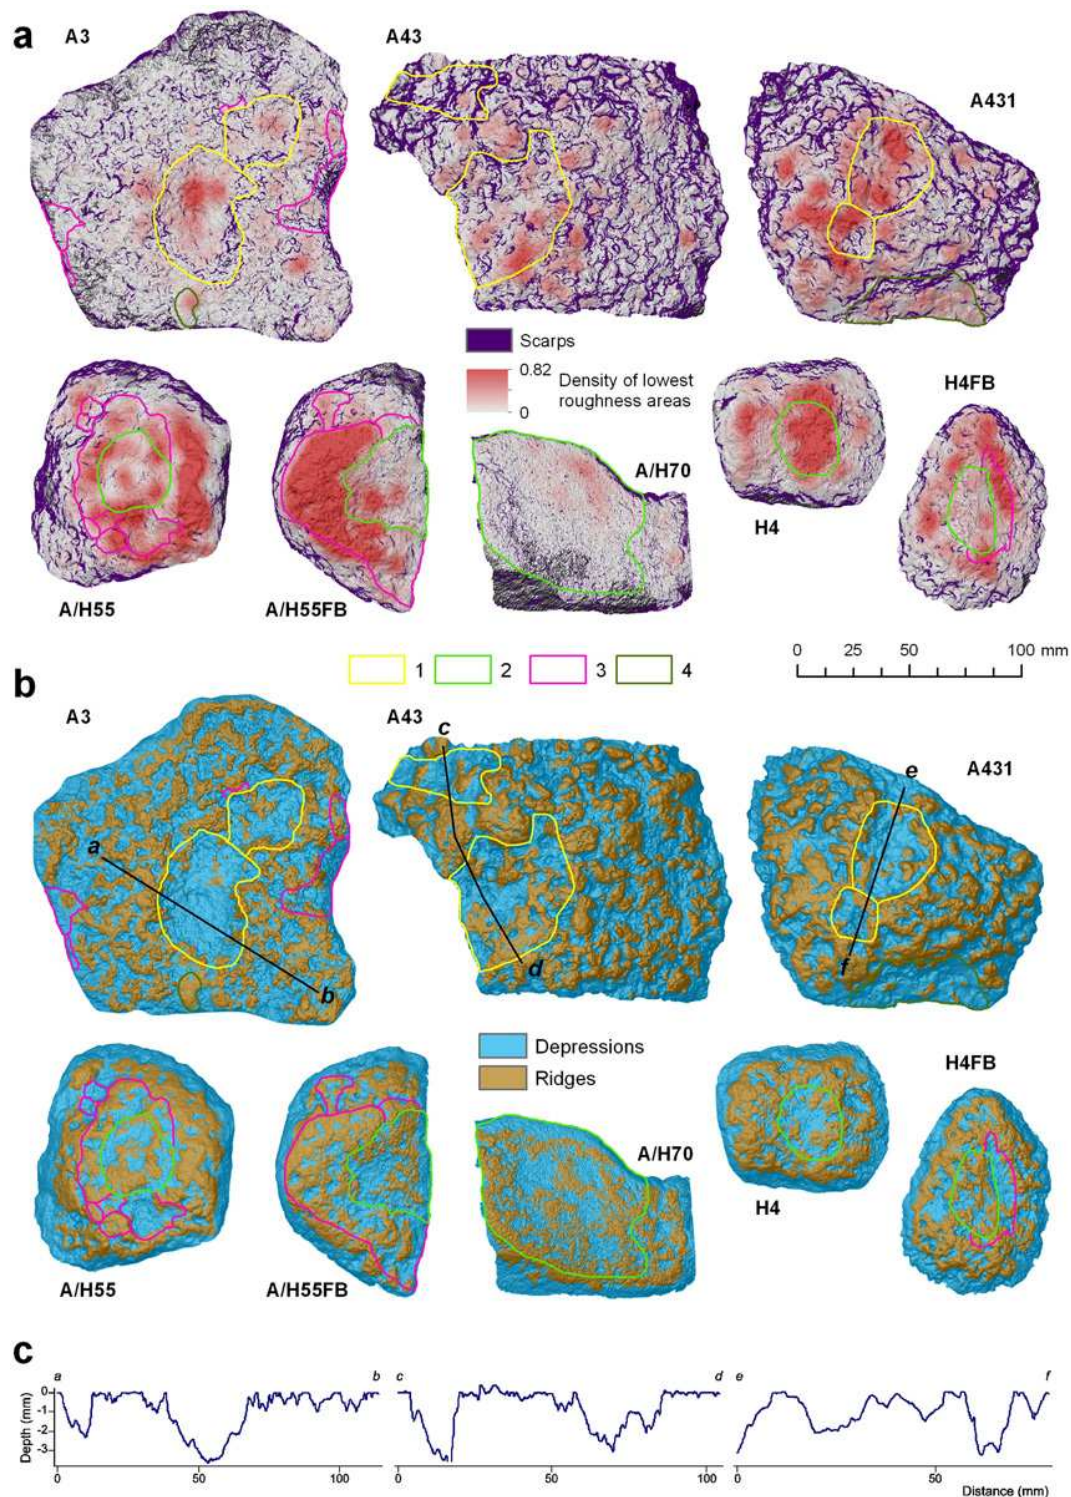 a
A3
A43
A431
Scarps
0.82
Density of lowest
roughness areas
0
H4FB
A/H70
H4
A/H55
A/H55FB
0 25 50 100 mm
1 2 3 4
b
A3
A43
A431
c
e
a
b
d
f
Depressions
Ridges
H4FB
A/H70
H4
A/H55
A/H55FB
c
a b c d e f
Depth (mm)
0
-1
-2
-3
0 50 100 0 50 100 0 50
Distance (mm)